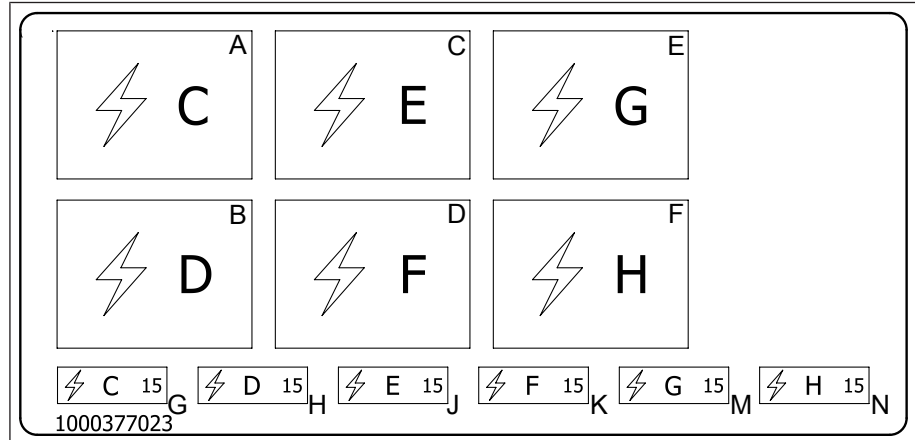 A C E
C E G
B D F
D F H
C 15 D 15 E 15 F 15 G 15 H 15
G H J K M N
1000377023